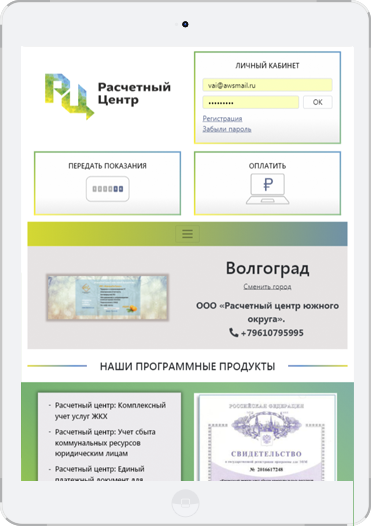 РЦ Расчетный
Центр
ЛИЧНЫЙ КАБИНЕТ
vai@awsmail.ru
ОК
Регистрация
Забыли пароль
ПЕРЕДАТЬ ПОКАЗАНИЯ
ОПЛАТИТЬ
₽
Волгоград
Сменить город
ООО «Расчетный центр южного
округа».
+79610795995
НАШИ ПРОГРАММНЫЕ ПРОДУКТЫ
- Расчетный центр: Комплексный
учет услуг ЖКХ
- Расчетный центр: Учет сбыта
коммунальных ресурсов
юридическим лицам
- Расчетный центр: Единый
платежный документ для
РОССИЙСКАЯ ФЕДЕРАЦИЯ
СВИДЕТЕЛЬСТВО
№ 2016617248